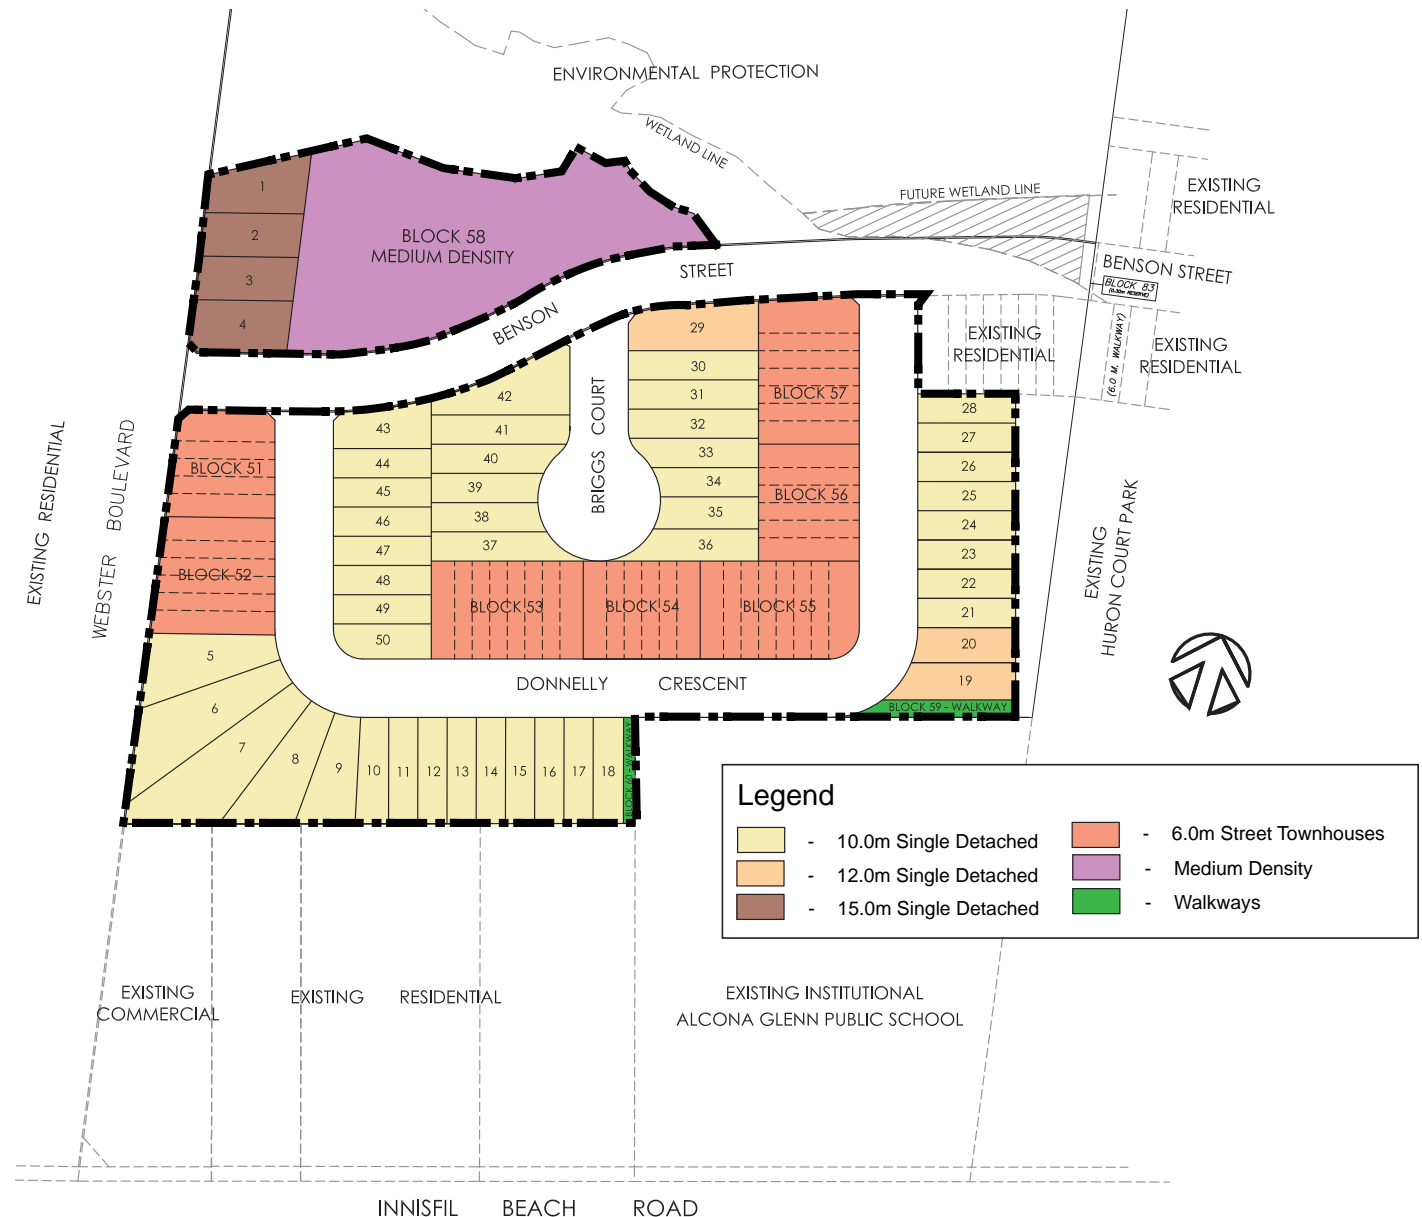 ENVIRONMENTAL PROTECTION
WETLAND LINE
FUTURE WETLAND LINE
EXISTING
RESIDENTIAL
1
2
3
4
BLOCK 58
MEDIUM DENSITY
BENSON
STREET
BENSON STREET
BLOCK 83
(0.30m RESERVE)
(6.0 M. WALKWAY)
EXISTING
RESIDENTIAL
EXISTING
RESIDENTIAL
29
30
31
32
33
34
35
36
BLOCK 57
BLOCK 56
BRIGGS COURT
42
41
40
39
38
37
43
44
45
46
47
48
49
50
BLOCK 51
BLOCK 52
EXISTING RESIDENTIAL
WEBSTER BOULEVARD
BLOCK 53
BLOCK 54
BLOCK 55
28
27
26
25
24
23
22
21
20
19
BLOCK 59 - WALKWAY
EXISTING
HURON COURT PARK
DONNELLY CRESCENT
5
6
7
8
9
10
11
12
13
14
15
16
17
18
BLOCK 60 - WALKWAY
Legend
- 10.0m Single Detached
- 12.0m Single Detached
- 15.0m Single Detached
- 6.0m Street Townhouses
- Medium Density
- Walkways
EXISTING
COMMERCIAL
EXISTING RESIDENTIAL
EXISTING INSTITUTIONAL
ALCONA GLENN PUBLIC SCHOOL
INNISFIL BEACH ROAD